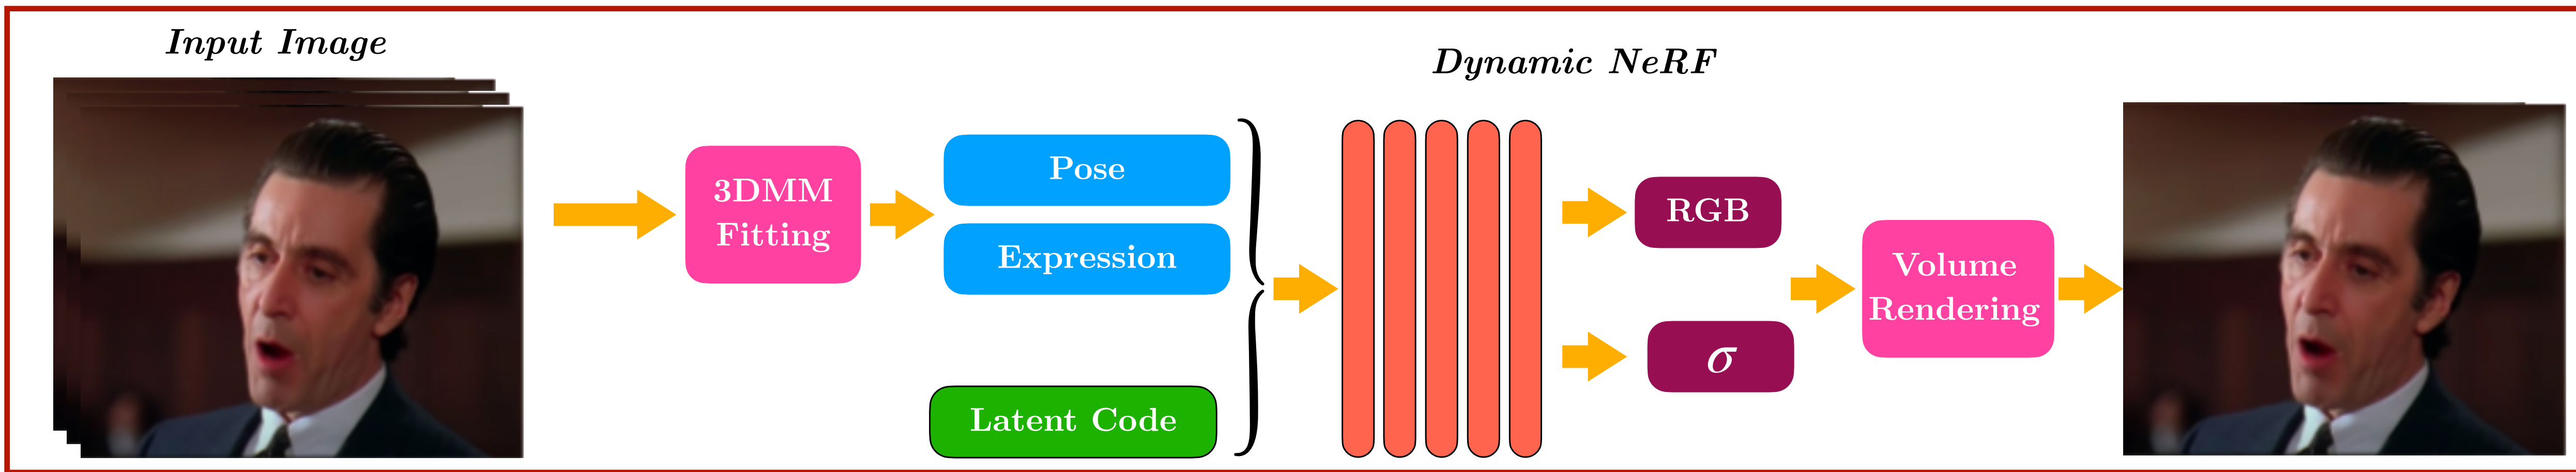 Input Image
Dynamic NeRF
3DMM
Fitting
Pose
Expression
Latent Code
RGB
σ
Volume
Rendering